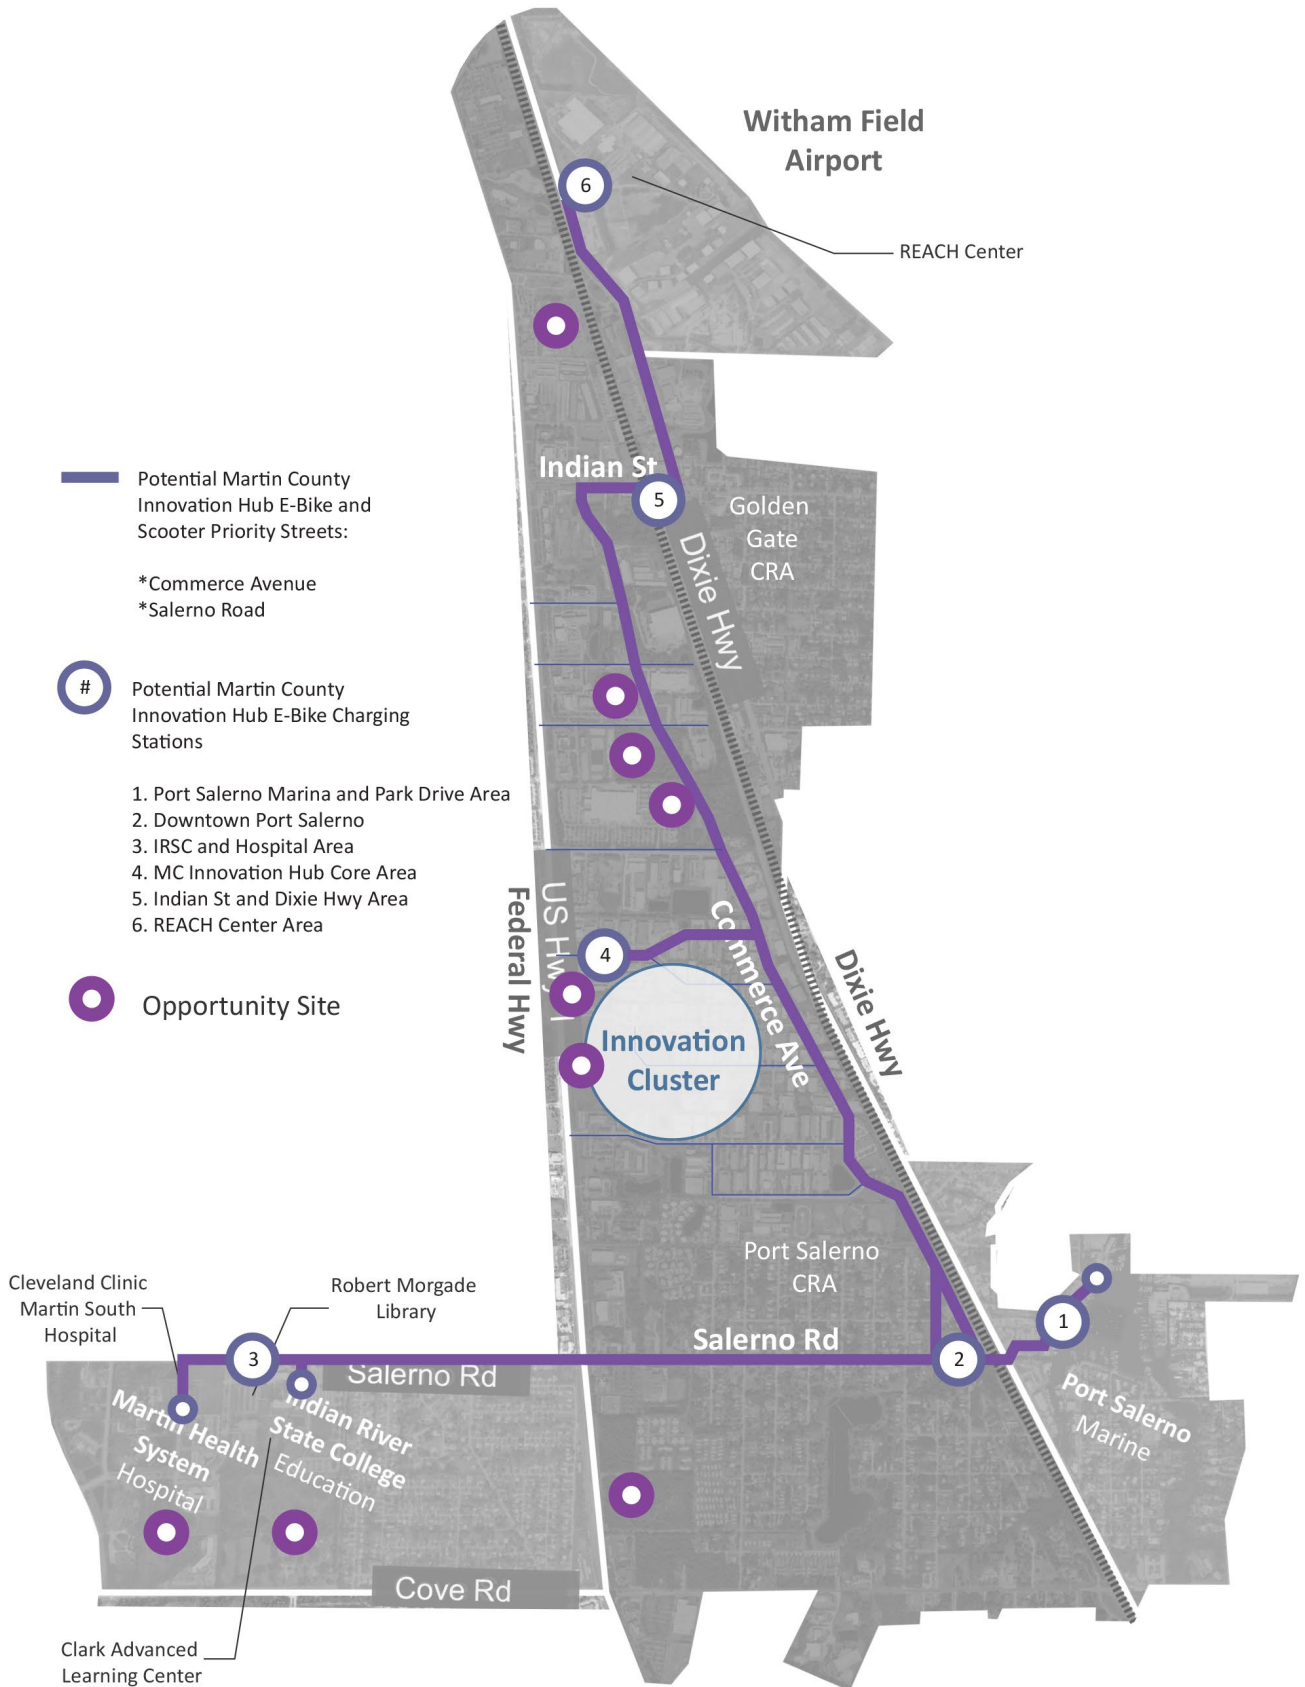 Witham Field
Airport
6
REACH Center
Indian St
5
Golden
Gate
CRA
Dixie Hwy
Potential Martin County
Innovation Hub E-Bike and
Scooter Priority Streets:
*Commerce Avenue
*Salerno Road
#
Potential Martin County
Innovation Hub E-Bike Charging
Stations
1. Port Salerno Marina and Park Drive Area
2. Downtown Port Salerno
3. IRSC and Hospital Area
4. MC Innovation Hub Core Area
5. Indian St and Dixie Hwy Area
6. REACH Center Area
Opportunity Site
Federal Hwy
US Hwy 1
4
Commerce Ave
Dixie Hwy
Innovation
Cluster
Port Salerno
CRA
Cleveland Clinic
Martin South
Hospital
Robert Morgade
Library
Salerno Rd
1
2
3
Salerno Rd
Martin Health
System
Hospital
Indian River
State College
Education
Port Salerno
Marine
Cove Rd
Clark Advanced
Learning Center